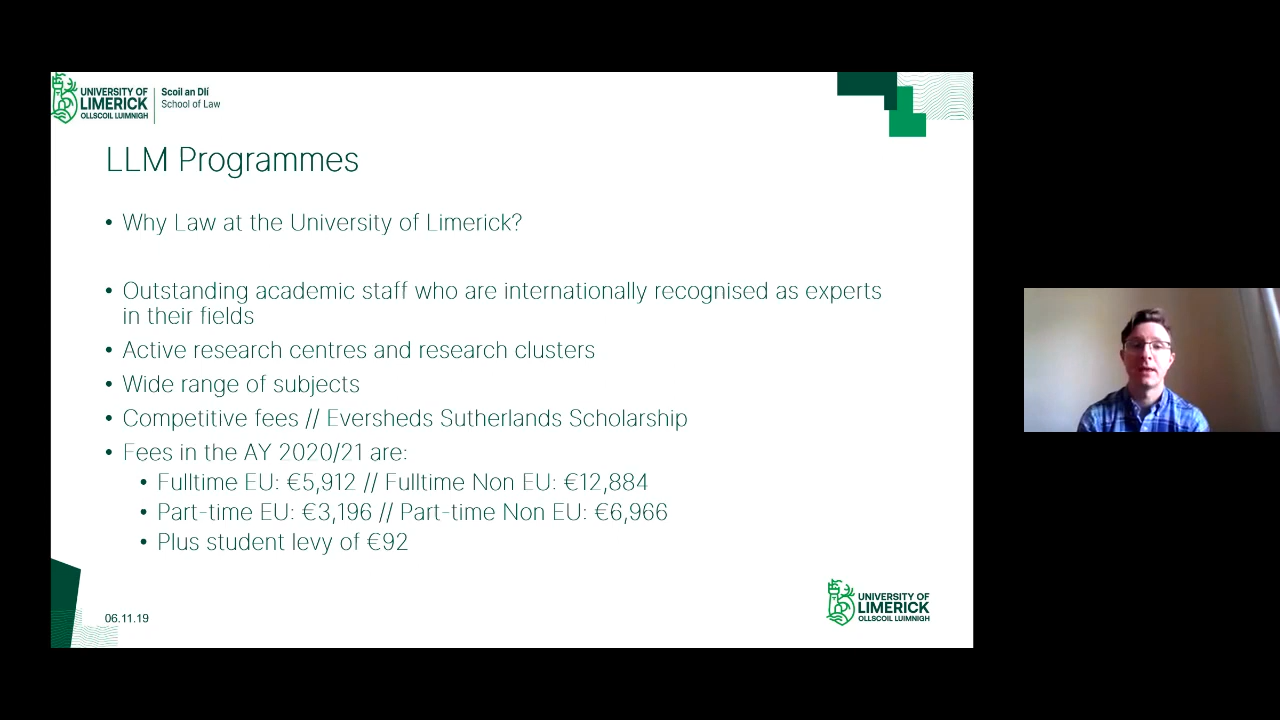 UNIVERSITY OF
LIMERICK
OLLSCOIL LUIMNIGH
Scoil an Dlí
School of Law
LLM Programmes
• Why Law at the University of Limerick?
• Outstanding academic staff who are internationally recognised as experts
in their fields
• Active research centres and research clusters
• Wide range of subjects
• Competitive fees // Eversheds Sutherlands Scholarship
• Fees in the AY 2020/21 are:
• Fulltime EU: €5,912 // Fulltime Non EU: €12,884
• Part-time EU: €3,196 // Part-time Non EU: €6,966
• Plus student levy of €92
06.11.19
UNIVERSITY OF
LIMERICK
OLLSCOIL LUIMNIGH